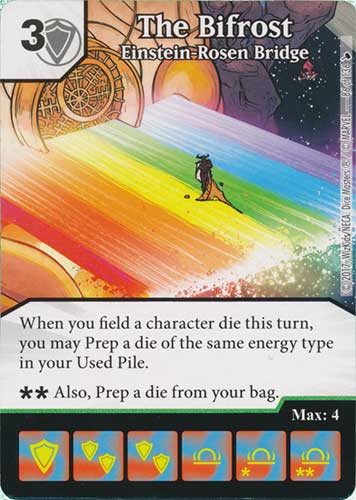 3
The Bifrost
Einstein-Rosen Bridge
When you field a character die this turn,
you may Prep a die of the same energy type
in your Used Pile.
** Also, Prep a die from your bag.
Max: 4
*
**